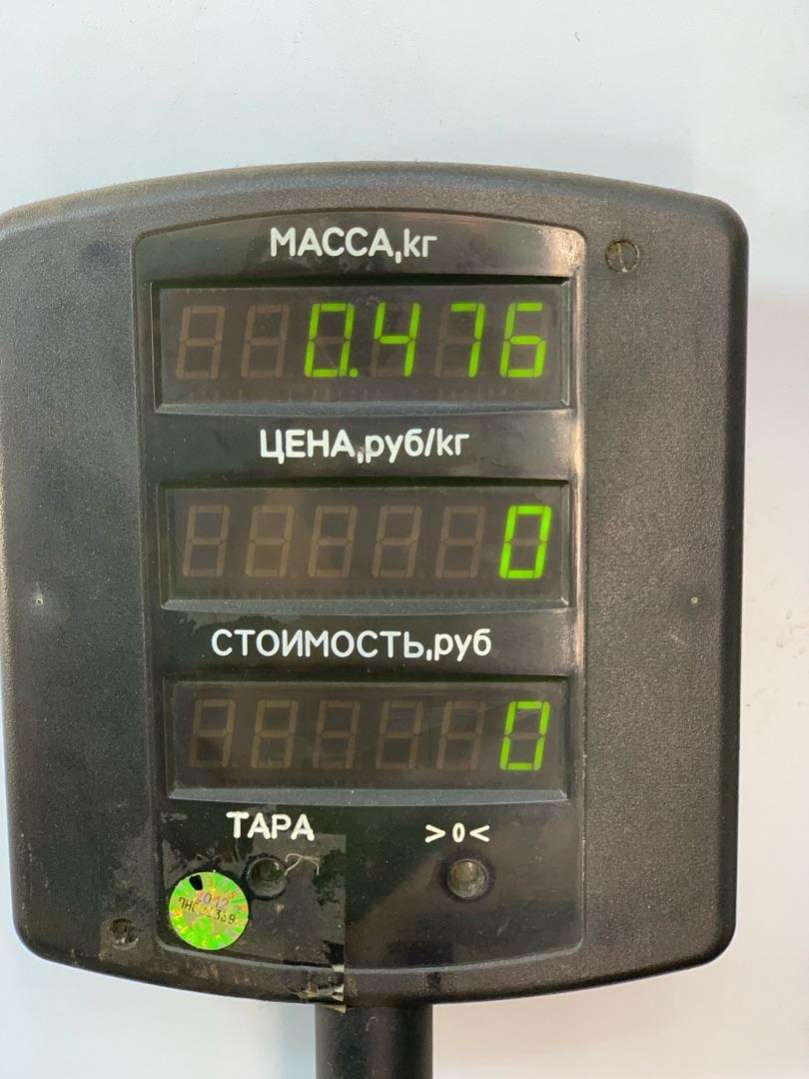 МАССА,кг
0.476
ЦЕНА,руб/кг
0
СТОИМОСТЬ,руб
0
ТАРА >0<